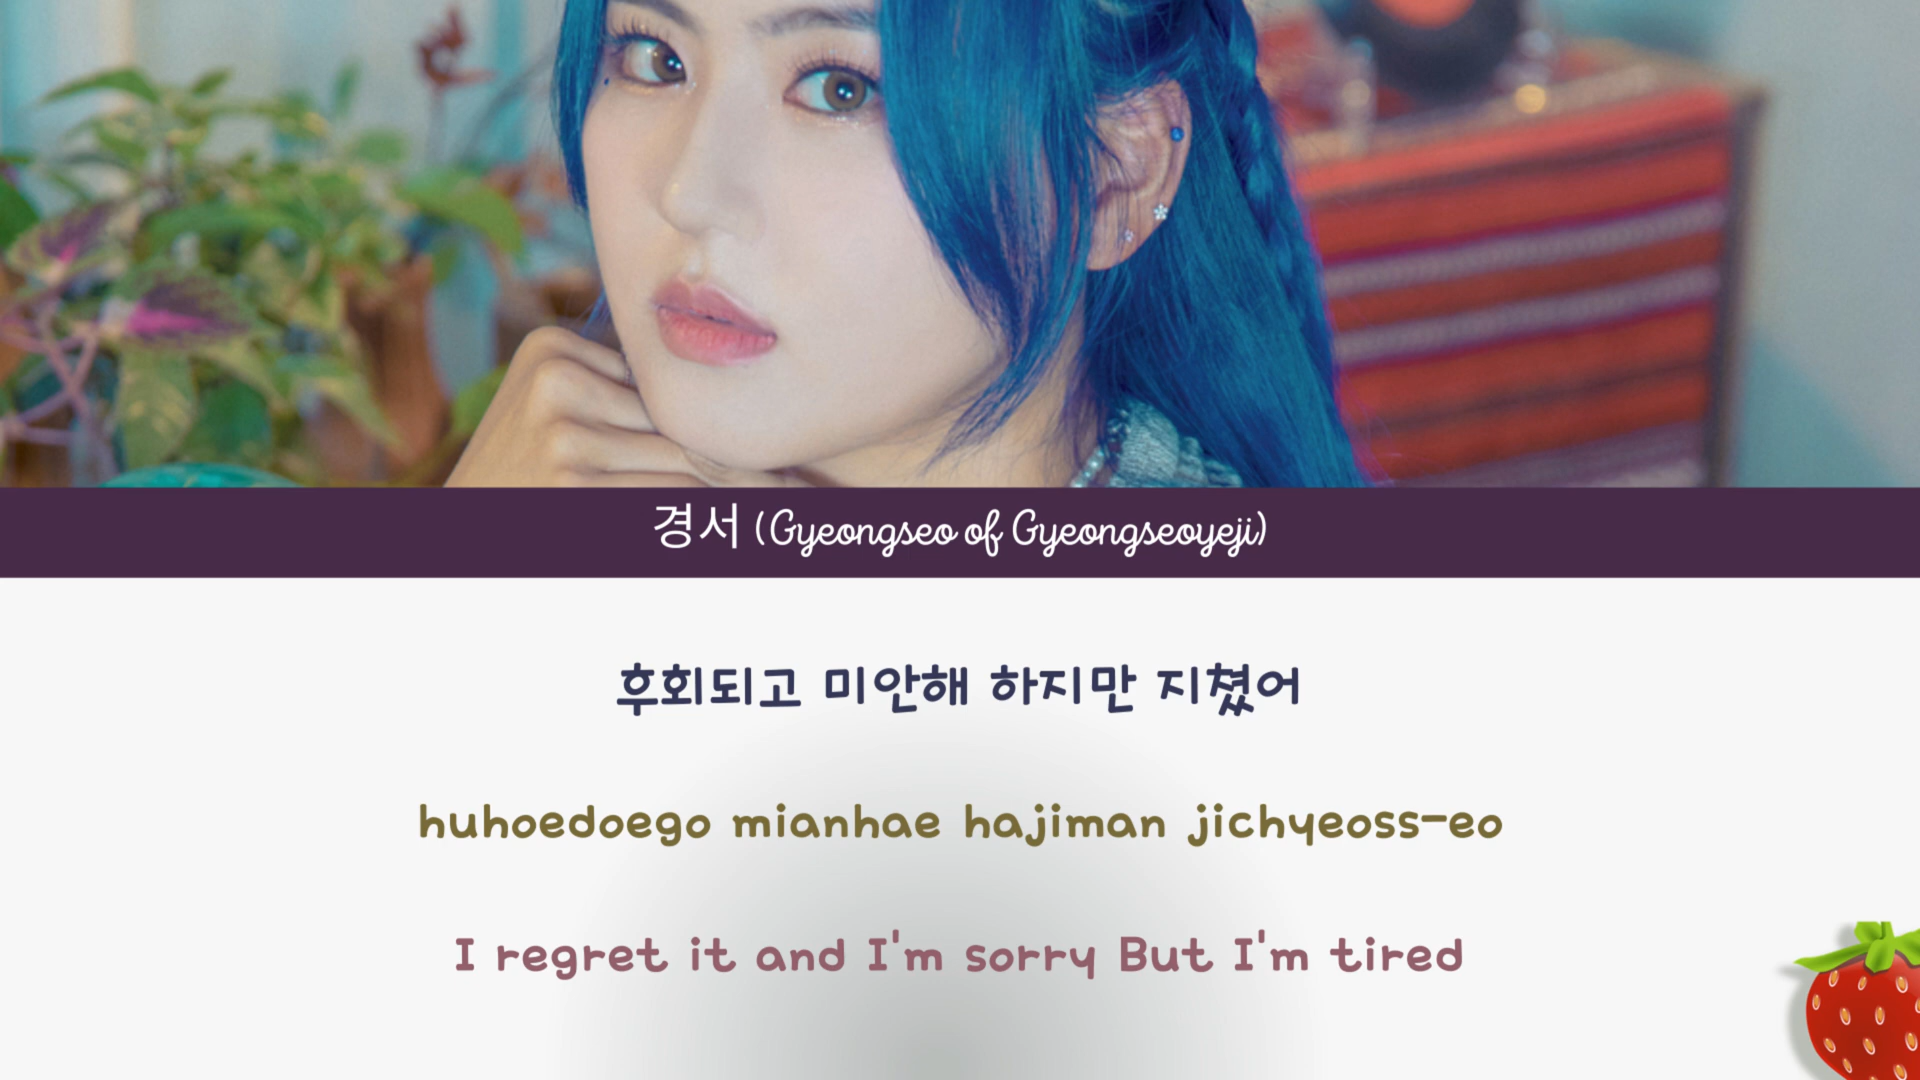 경서 (Gyeongseo of Gyeongseoyeji)
후회되고 미안해 하지만 지쳤어
huhoedoego mianhae hajiman jichyeoss-eo
I regret it and I'm sorry But I'm tired